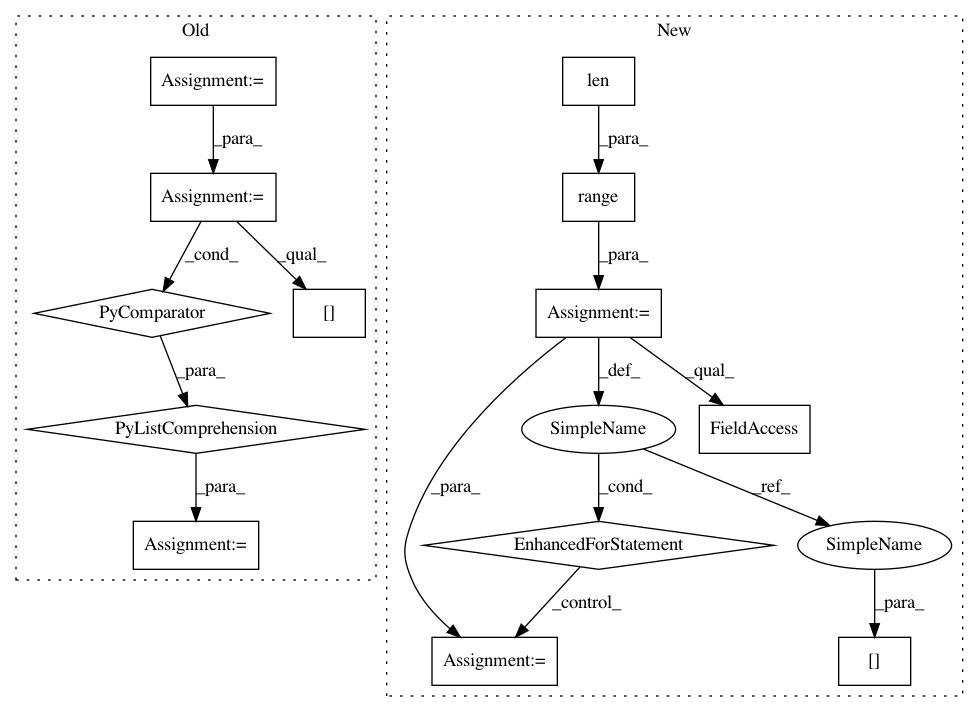 Old
New
Assignment:=
len
_para_
_para_
Assignment:=
range
_cond_
_qual_
_para_
PyComparator
[]
Assignment:=
_para_
_def_
_qual_
PyListComprehension
SimpleName
FieldAccess
_para_
_para_
_cond_
_ref_
Assignment:=
EnhancedForStatement
SimpleName
_control_
_para_
Assignment:=
[]